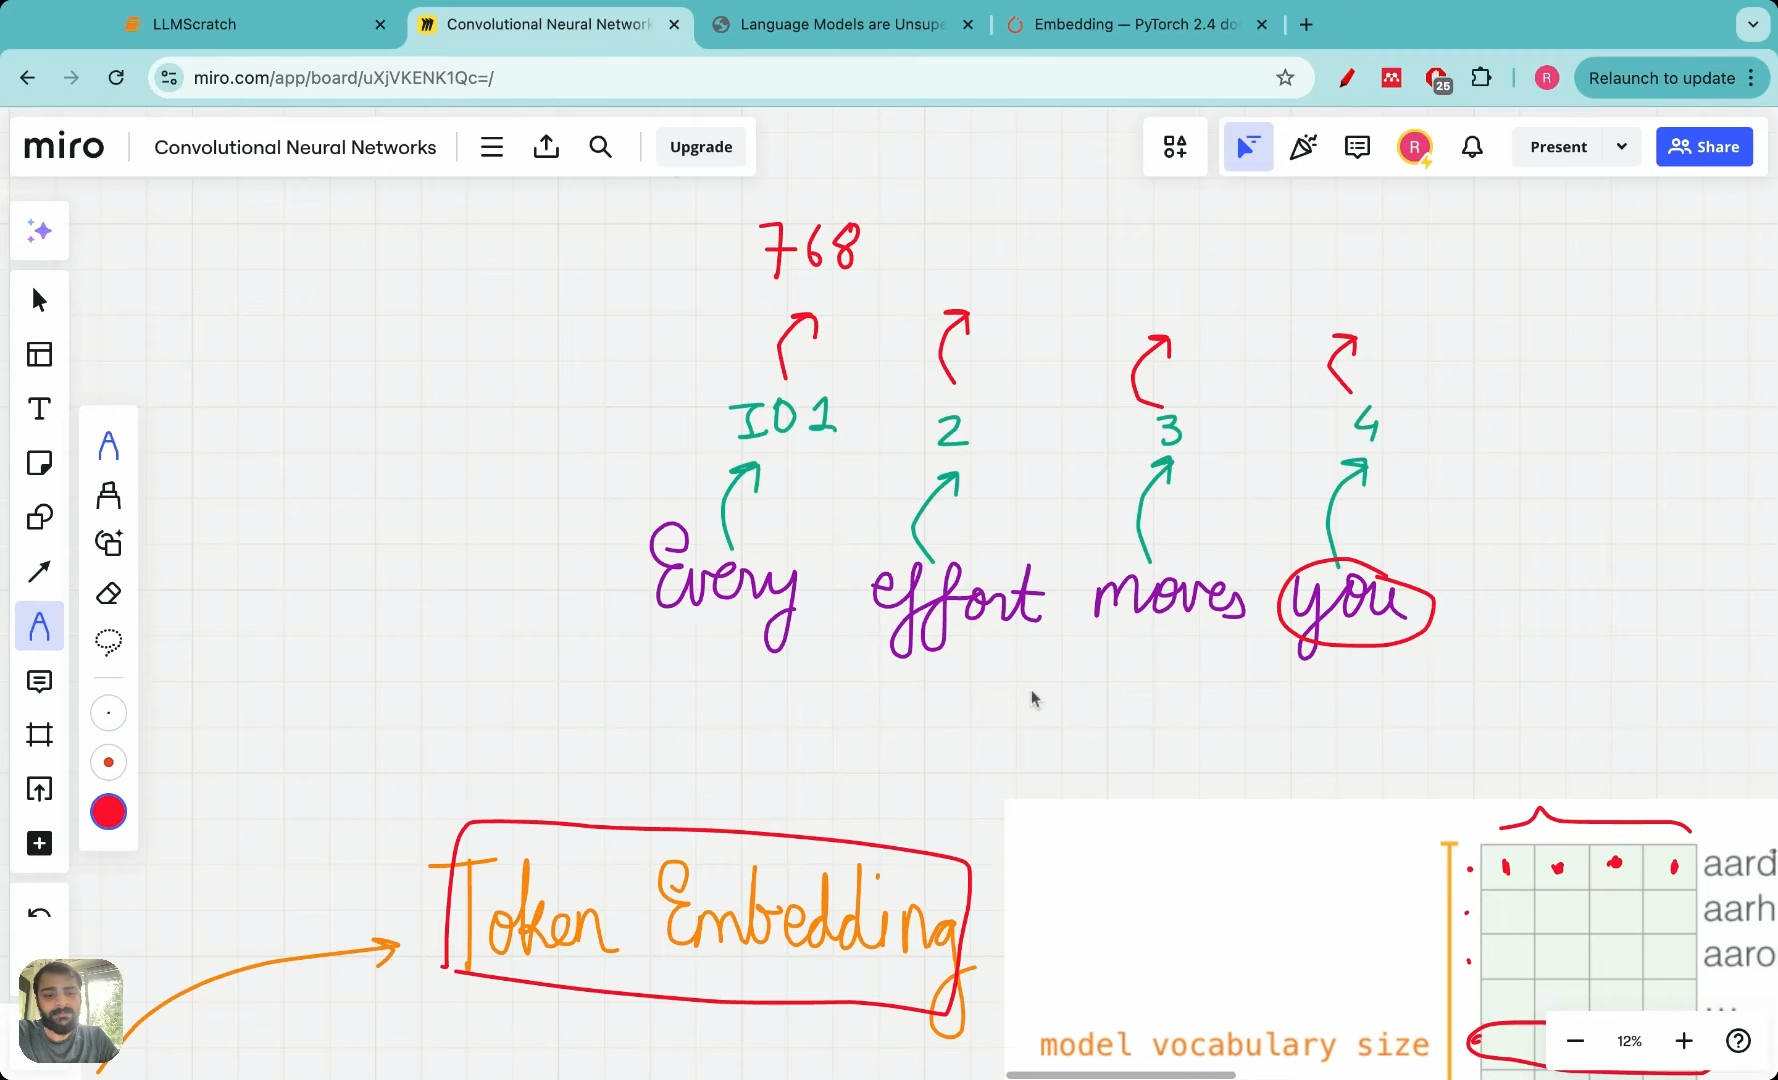 LLMScratch
Convolutional Neural Network
Language Models are Unsupe
Embedding — PyTorch 2.4 do
miro.com/app/board/uXjVKENK1Qc=/
25
R
Relaunch to update
miro
Convolutional Neural Networks
Upgrade
R
Present
Share
768
ID1 2 3 4
Every effort moves you
Token Embedding
aard
aarh
aaro
...
model vocabulary size
12%